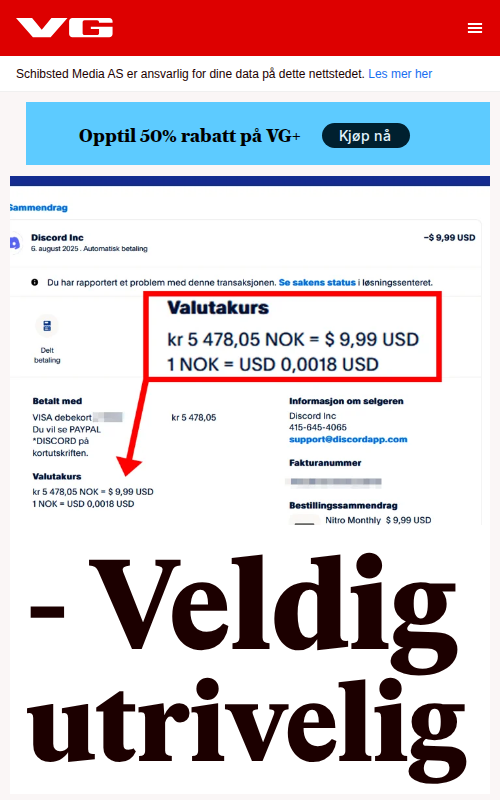 VG
Schibsted Media AS er ansvarlig for dine data på dette nettstedet. Les mer her
Opptil 50% rabatt på VG+ Kjøp nå
Sammendrag
Discord Inc -$ 9,99 USD
6. august 2025 . Automatisk betaling
Du har rapportert et problem med denne transaksjonen. Se sakens status i løsningssenteret.
Valutakurs
kr 5 478,05 NOK = $ 9,99 USD
1 NOK = USD 0,0018 USD
Delt
betaling
Betalt med
VISA debekort kr 5 478,05
Du vil se PAYPAL
*DISCORD på
kortutskriften.
Valutakurs
kr 5 478,05 NOK = $ 9,99 USD
1 NOK = USD 0,0018 USD
Informasjon om selgeren
Discord Inc
415-645-4065
support@discordapp.com
Fakturanummer
Bestillingssammendrag
Nitro Monthly $ 9,99 USD
- Veldig
utrivelig